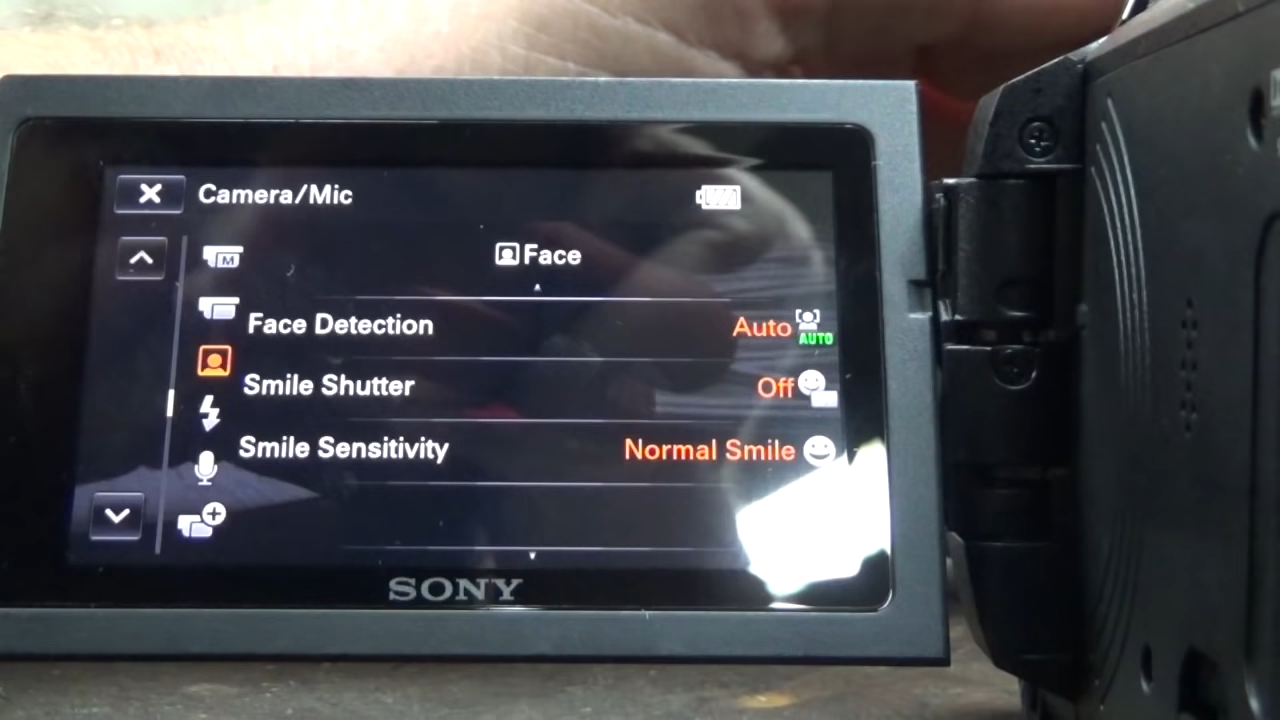 Camera/Mic
M
Face
Face Detection Auto AUTO
Smile Shutter Off
Smile Sensitivity Normal Smile
SONY